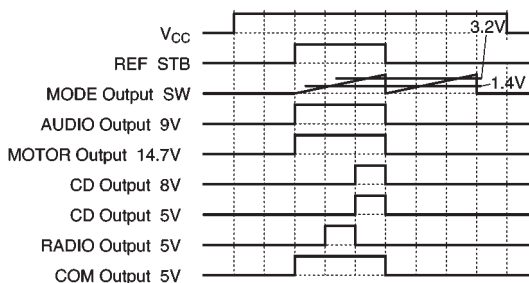 V_CC
3.2V
REF STB
MODE Output SW
1.4V
AUDIO Output 9V
MOTOR Output 14.7V
CD Output 8V
CD Output 5V
RADIO Output 5V
COM Output 5V